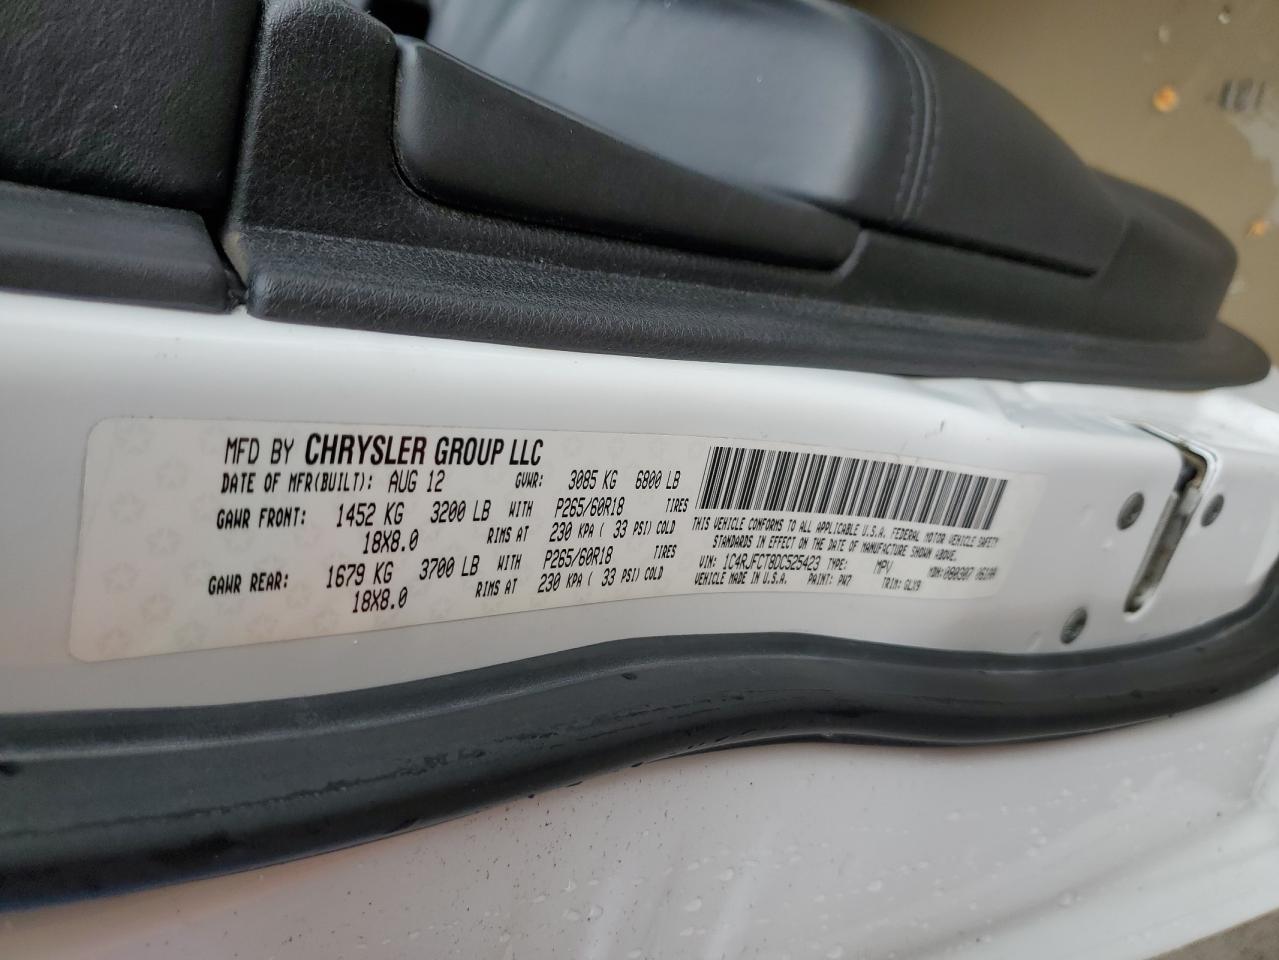 MFD BY CHRYSLER GROUP LLC
DATE OF MFR(BUILT): AUG 12 GVWR: 3085 KG 6800 LB
GAWR FRONT: 1452 KG 3200 LB WITH P265/60R18 TIRES
18X8.0 RIMS AT 230 KPA ( 33 PSI) COLD
GAWR REAR: 1679 KG 3700 LB WITH P265/60R18 TIRES
18X8.0 RIMS AT 230 KPA ( 33 PSI) COLD
THIS VEHICLE CONFORMS TO ALL APPLICABLE U.S.A. FEDERAL MOTOR VEHICLE SAFETY
STANDARDS IN EFFECT ON THE DATE OF MANUFACTURE SHOWN ABOVE.
VIN: 1C4RJFCT8DC525423 TYPE: MPV MDH:
VEHICLE MADE IN U.S.A. PAINT: PW7 TRIM: